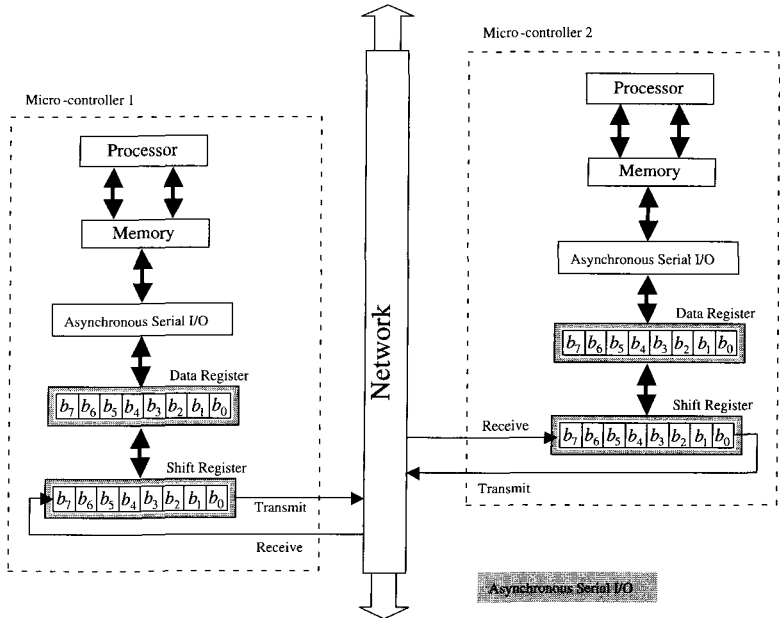 Micro-controller 1
Processor
Memory
Asynchronous Serial I/O
Data Register
b7 b6 b5 b4 b3 b2 b1 b0
Shift Register
b7 b6 b5 b4 b3 b2 b1 b0
Transmit
Receive
Network
Micro-controller 2
Processor
Memory
Asynchronous Serial I/O
Data Register
b7 b6 b5 b4 b3 b2 b1 b0
Shift Register
b7 b6 b5 b4 b3 b2 b1 b0
Receive
Transmit
Asynchronous Serial I/O